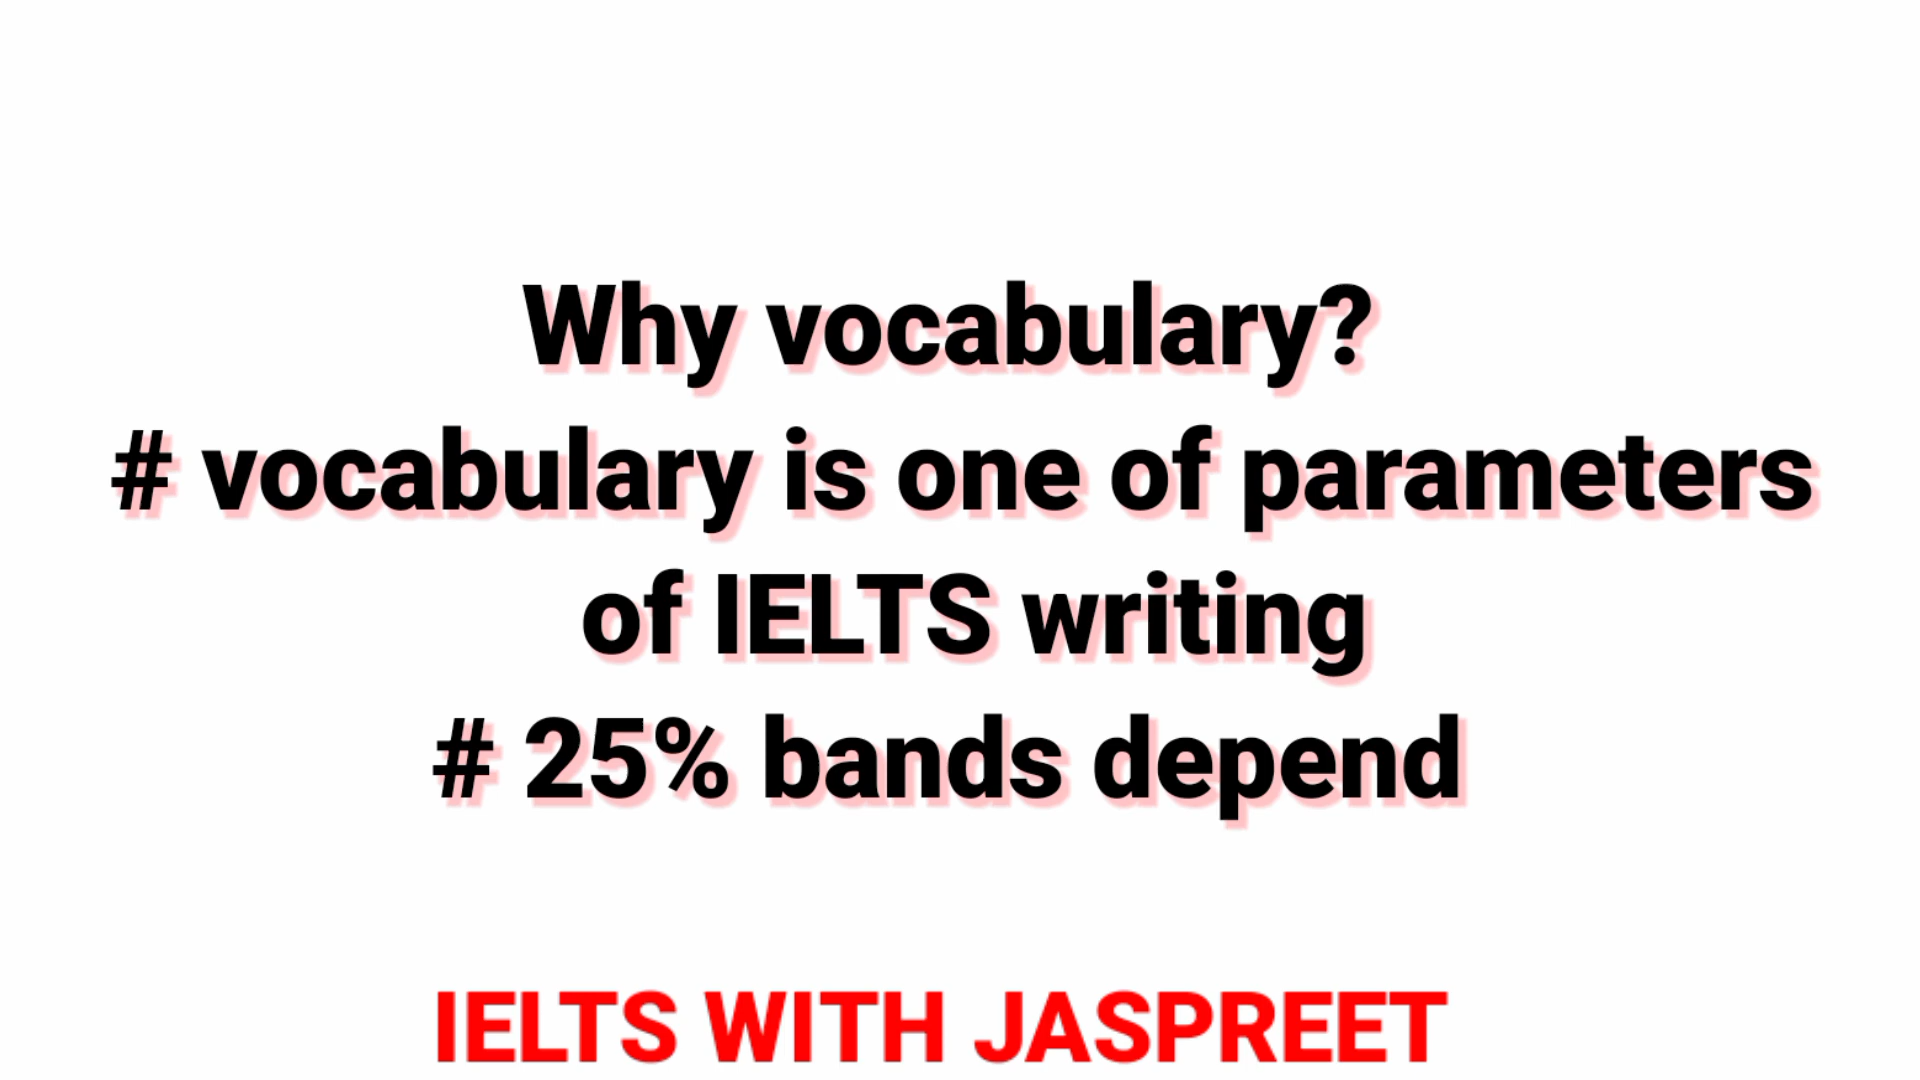 Why vocabulary?
# vocabulary is one of parameters
of IELTS writing
# 25% bands depend
IELTS WITH JASPREET